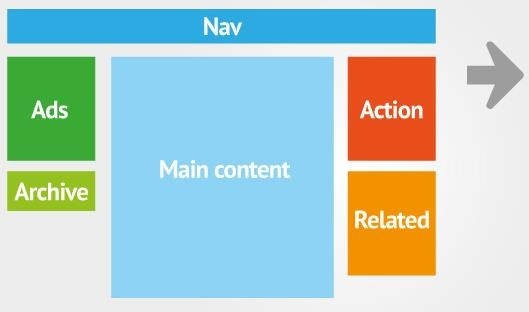 Nav
Ads
Main content
Action
Archive
Related